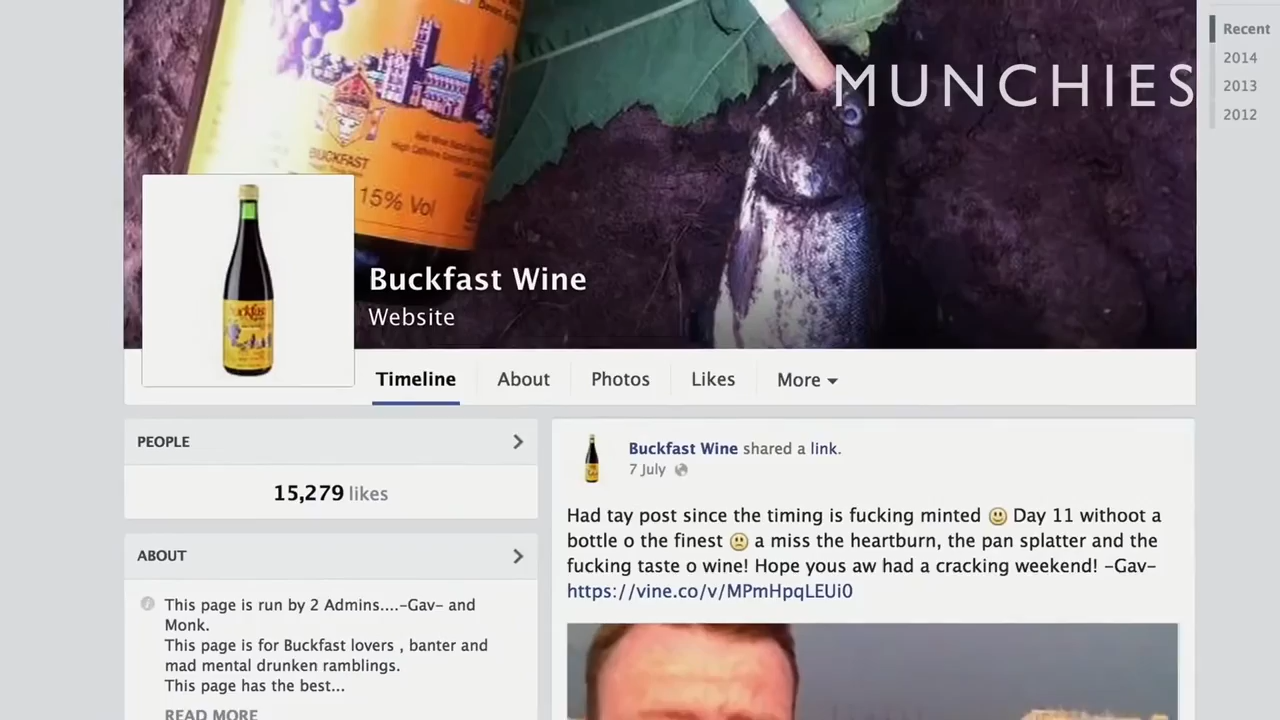 MUNCHIES
Recent
2014
2013
2012
BUCKFAST
15% Vol
Buckfast Wine
Website
Timeline
About
Photos
Likes
More
PEOPLE
15,279 likes
ABOUT
This page is run by 2 Admins....-Gav- and
Monk.
This page is for Buckfast lovers , banter and
mad mental drunken ramblings.
This page has the best...
READ MORE
Buckfast Wine shared a link.
7 July
Had tay post since the timing is fucking minted 🙂 Day 11 withoot a
bottle o the finest 🙁 a miss the heartburn, the pan splatter and the
fucking taste o wine! Hope yous aw had a cracking weekend! -Gav-
https://vine.co/v/MPmHpqLEUi0